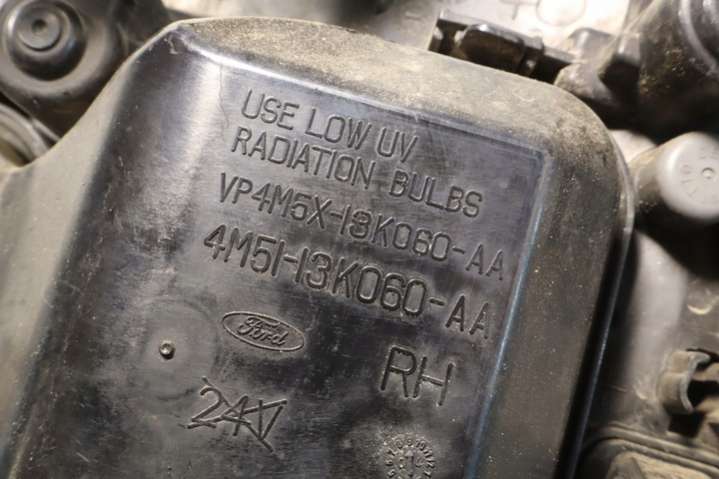 USE LOW UV
RADIATION BULBS
VP4M5X-13K060-AA
4M51-13K060-AA
Ford
RH
24V